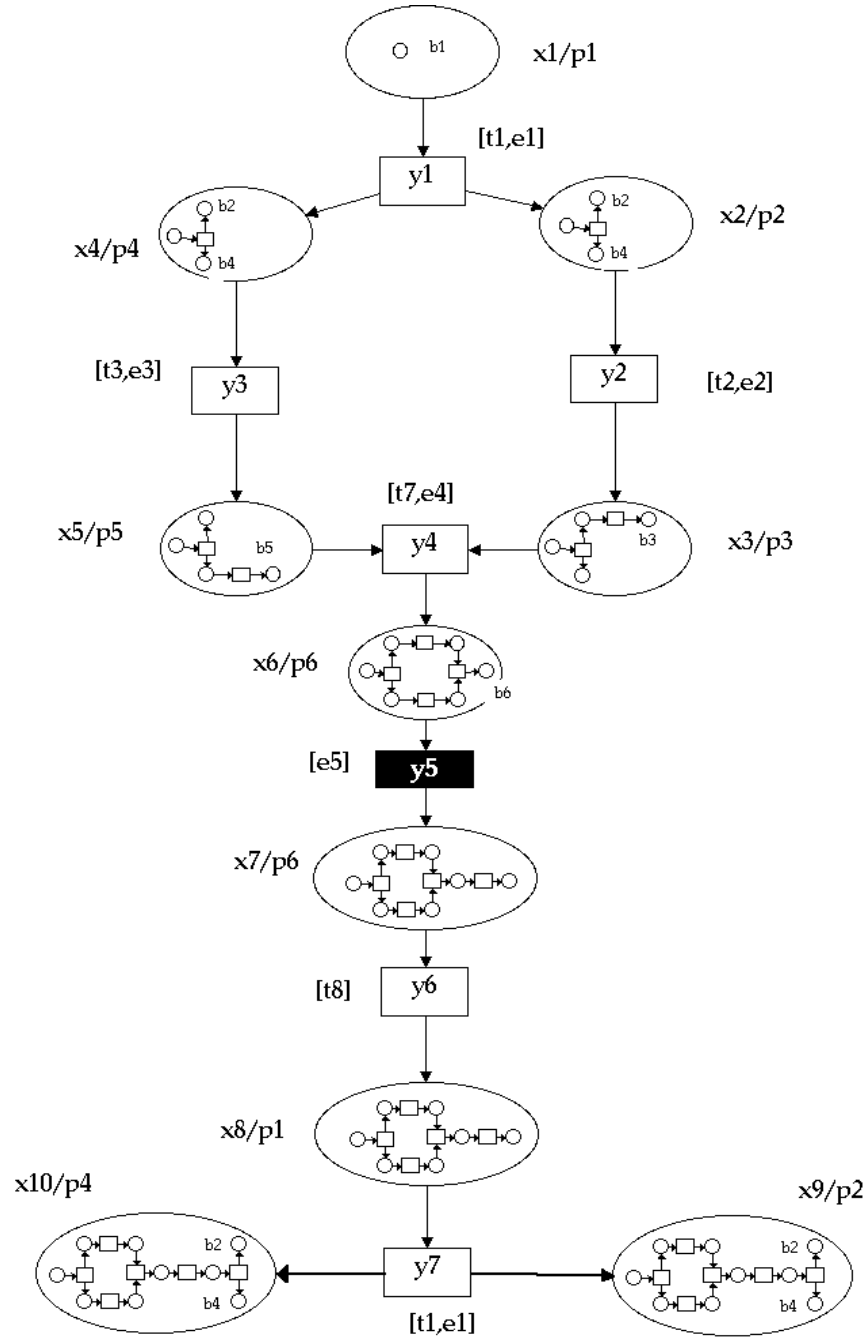 b1
x1/p1
[t1,e1]
y1
b2
b4
x4/p4
b2
b4
x2/p2
[t3,e3]
y3
y2
[t2,e2]
[t7,e4]
x5/p5
b5
y4
b3
x3/p3
x6/p6
b6
[e5]
y5
x7/p6
[t8]
y6
x8/p1
x10/p4
x9/p2
b2
b4
y7
b2
b4
[t1,e1]